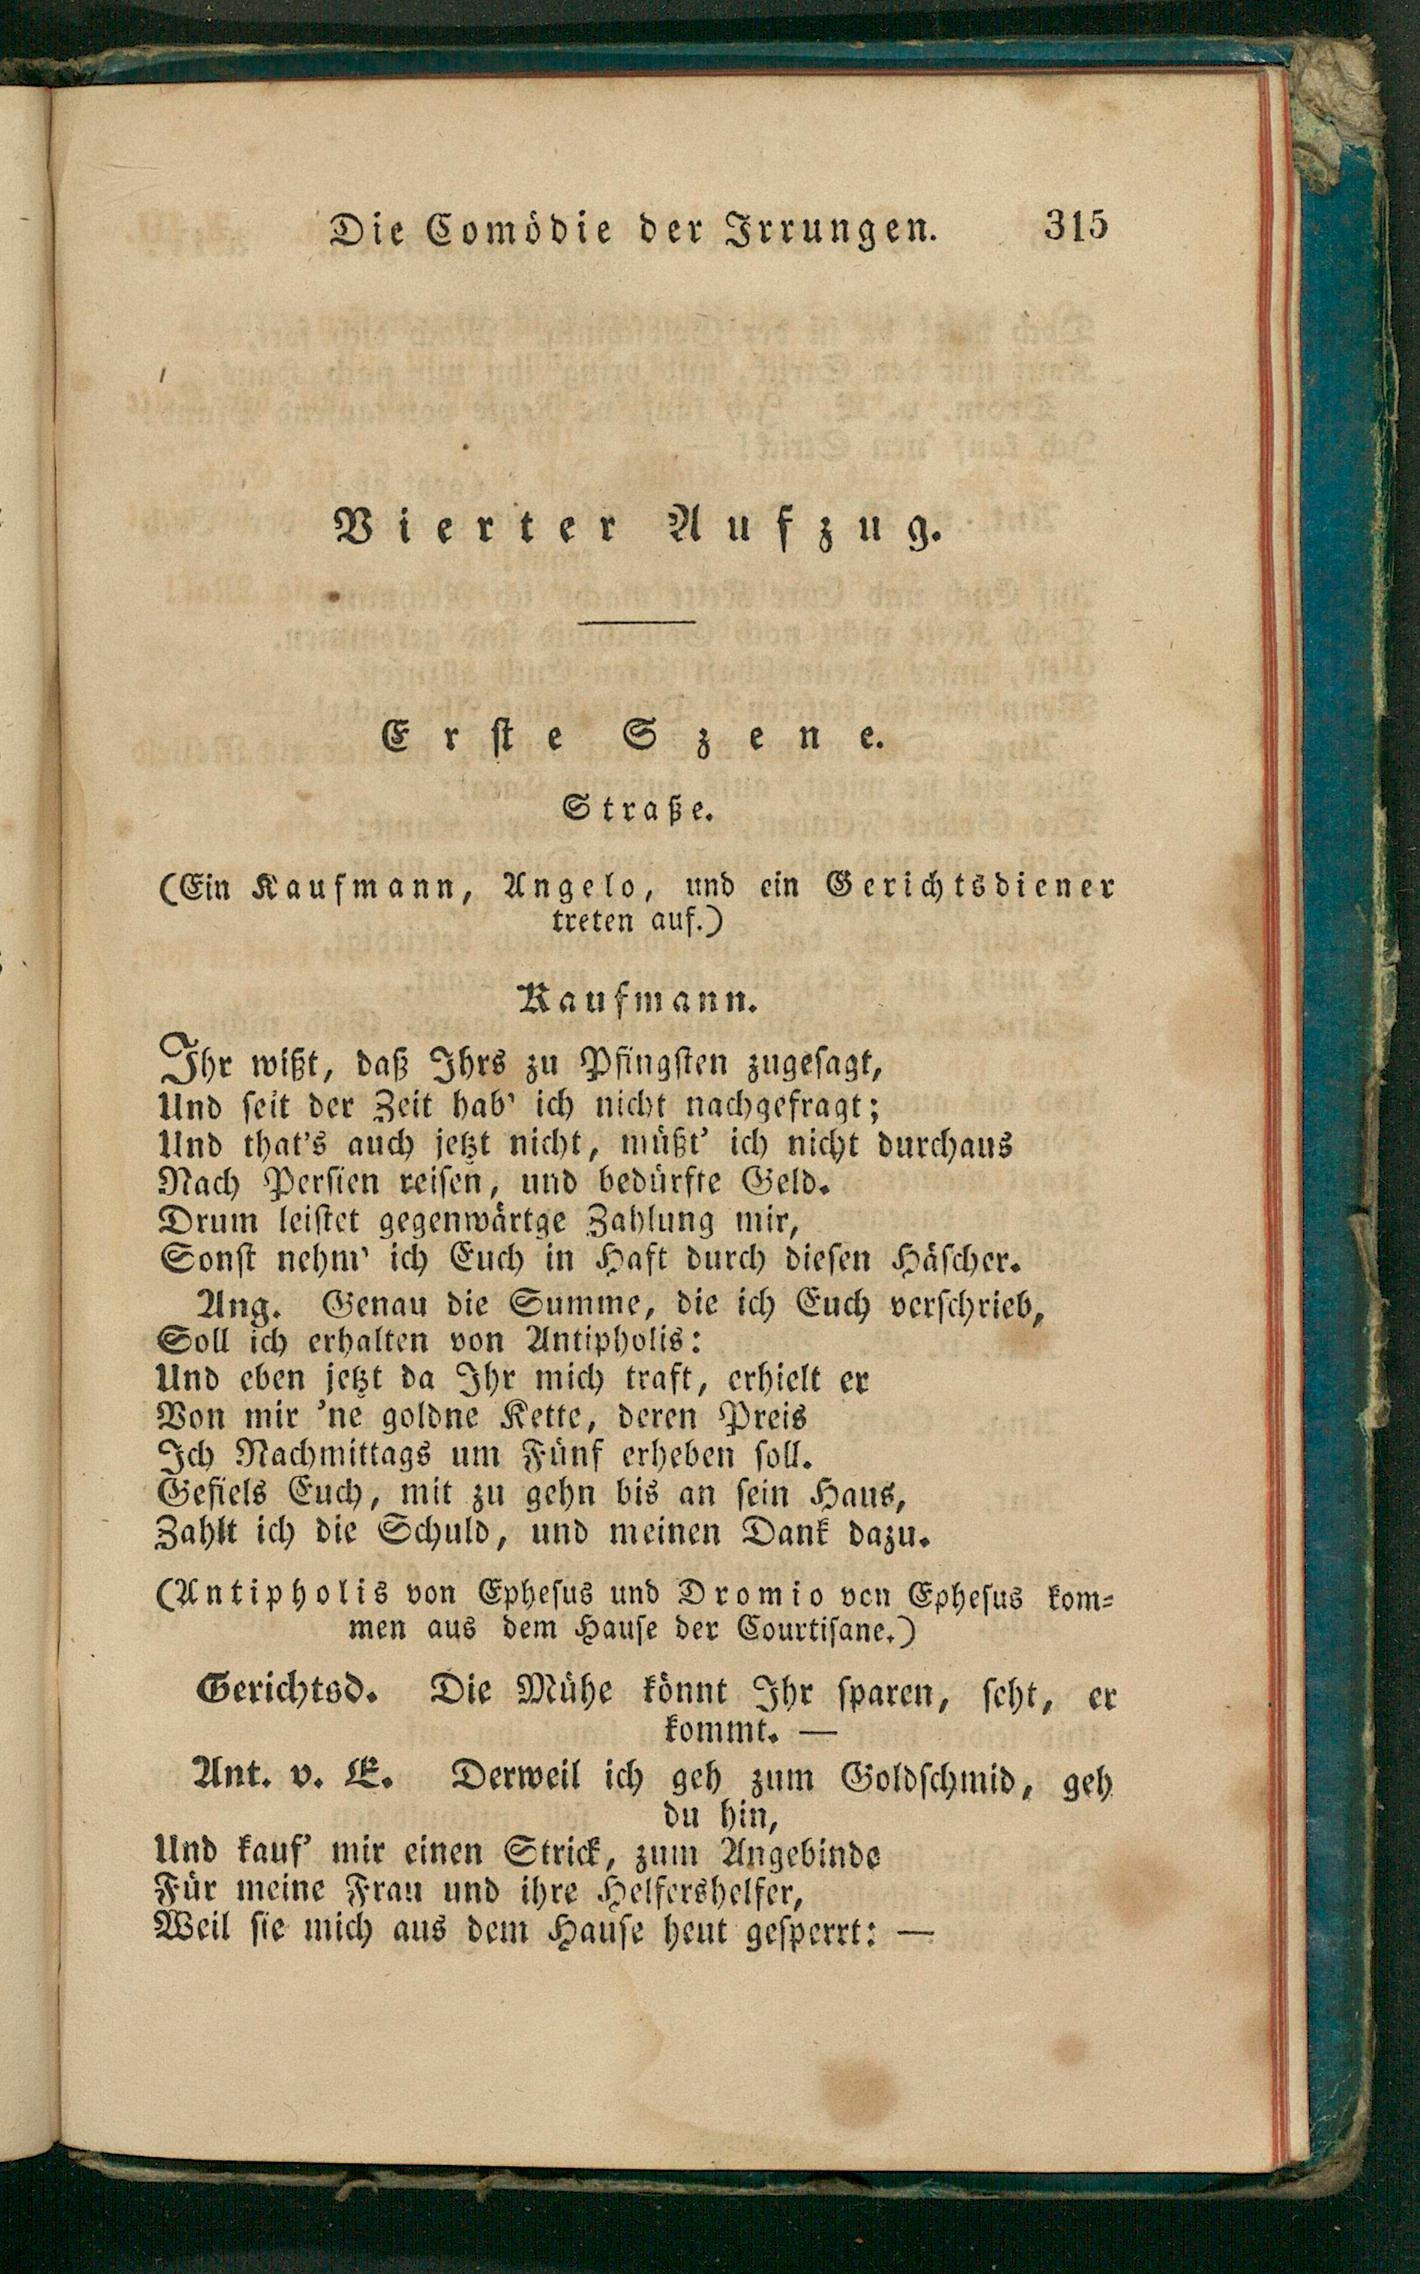 Die Comödie der Irrungen. 315
Vierter Aufzug.
Erste Szene.
Straße.
(Ein Kaufmann, Angelo, und ein Gerichtsdiener
treten auf.)
Kaufmann.
Ihr wißt, daß Ihrs zu Pfingsten zugesagt,
Und seit der Zeit hab' ich nicht nachgefragt;
Und that's auch jetzt nicht, müßt' ich nicht durchaus
Nach Persien reisen, und bedürfte Geld.
Drum leistet gegenwärtge Zahlung mir,
Sonst nehm' ich Euch in Haft durch diesen Häscher.
Ang. Genau die Summe, die ich Euch verschrieb,
Soll ich erhalten von Antipholis:
Und eben jetzt da Ihr mich traft, erhielt er
Von mir 'ne goldne Kette, deren Preis
Ich Nachmittags um Fünf erheben soll.
Gefiels Euch, mit zu gehn bis an sein Haus,
Zahlt ich die Schuld, und meinen Dank dazu.
(Antipholis von Ephesus und Dromio von Ephesus kom-
men aus dem Hause der Courtisane.)
Gerichtsd. Die Mühe könnt Ihr sparen, seht, er
kommt. —
Ant. v. E. Derweil ich geh zum Goldschmid, geh
du hin,
Und kauf' mir einen Strick, zum Angebinde
Für meine Frau und ihre Helfershelfer,
Weil sie mich aus dem Hause heut gesperrt: —